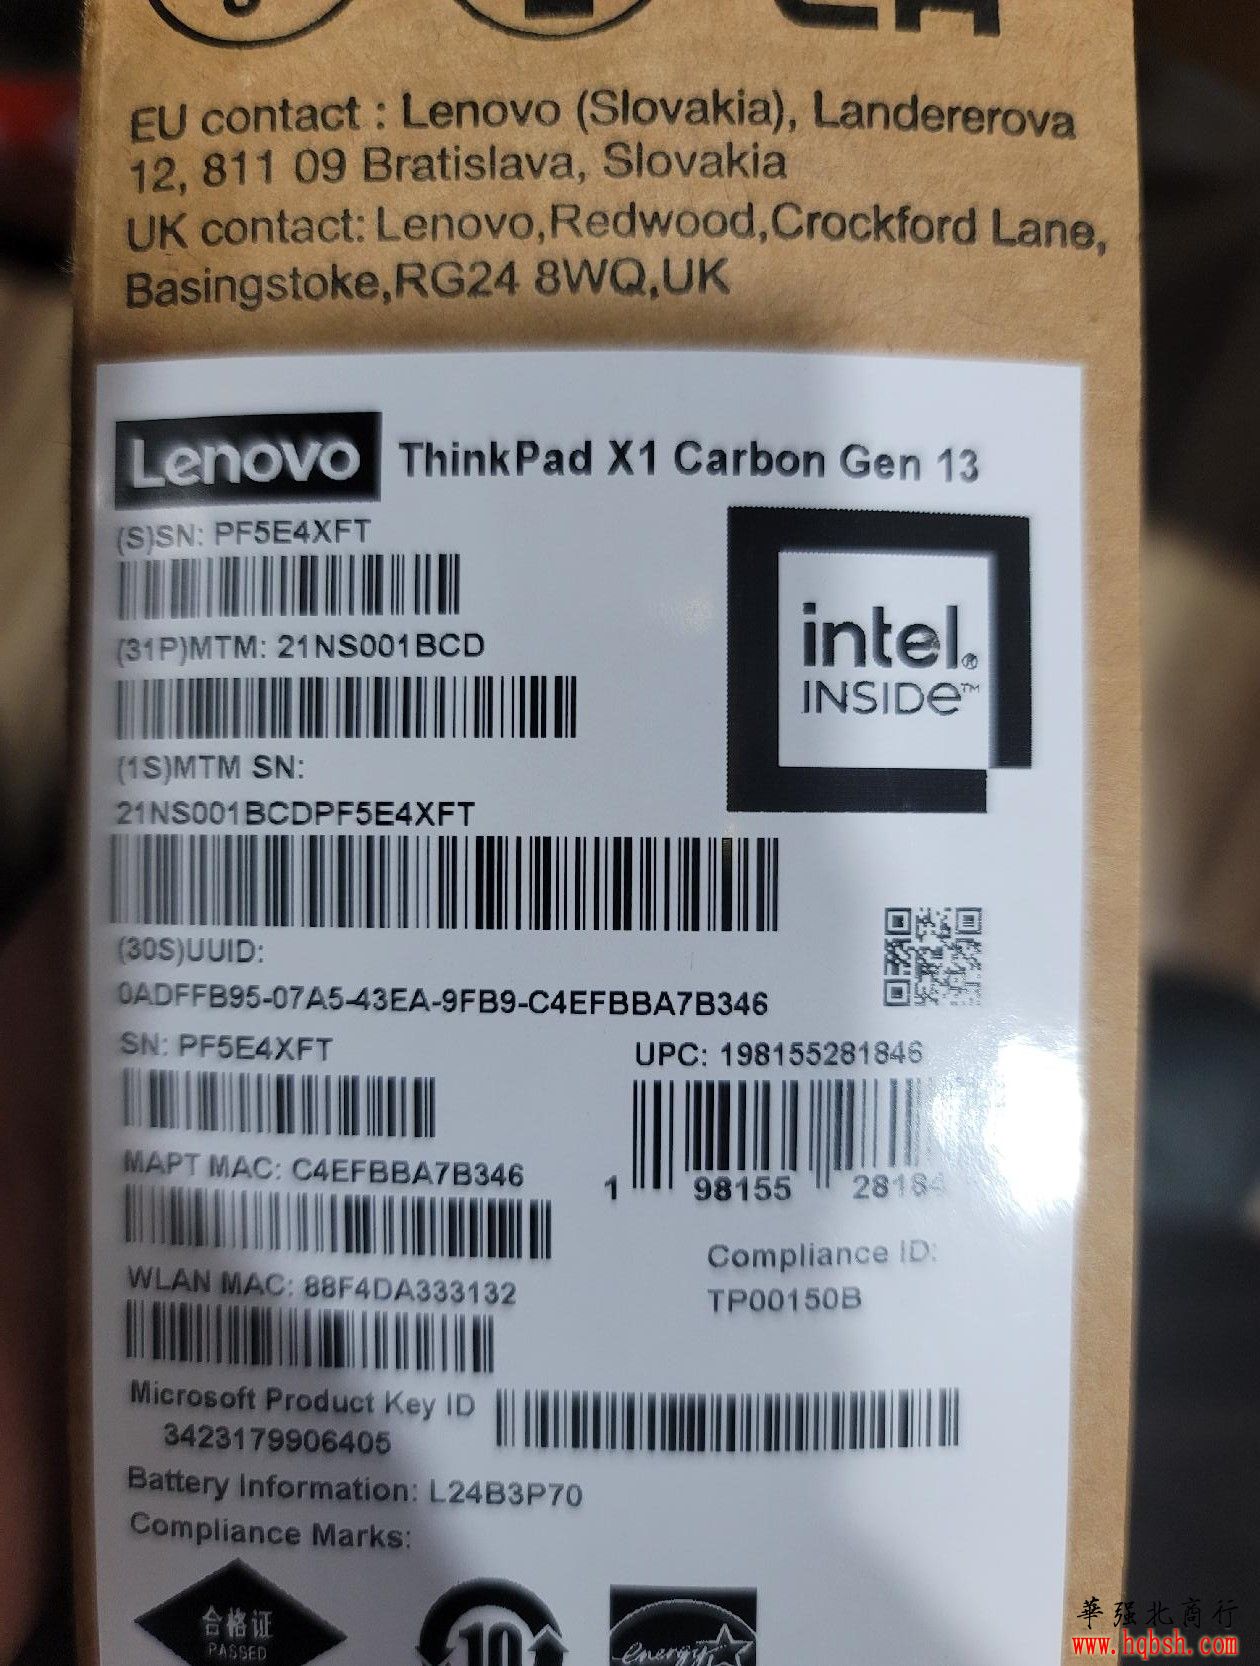 EU contact : Lenovo (Slovakia), Landererova
12, 811 09 Bratislava, Slovakia
UK contact: Lenovo,Redwood,Crockford Lane,
Basingstoke,RG24 8WQ,UK
Lenovo ThinkPad X1 Carbon Gen 13
(S)SN: PF5E4XFT
(31P)MTM: 21NS001BCD
intel®
INSIDE™
(1S)MTM SN:
21NS001BCDPF5E4XFT
(30S)UUID:
0ADFFB95-07A5-43EA-9FB9-C4EFBBA7B346
SN: PF5E4XFT
UPC: 198155281846
MAPT MAC: C4EFBBA7B346
1 98155 28184
WLAN MAC: 88F4DA333132
Compliance ID:
TP00150B
Microsoft Product Key ID
3423179906405
Battery Information: L24B3P70
Compliance Marks:
合格证
PASSED
10
energy
華强北商行
www.hqbsh.com